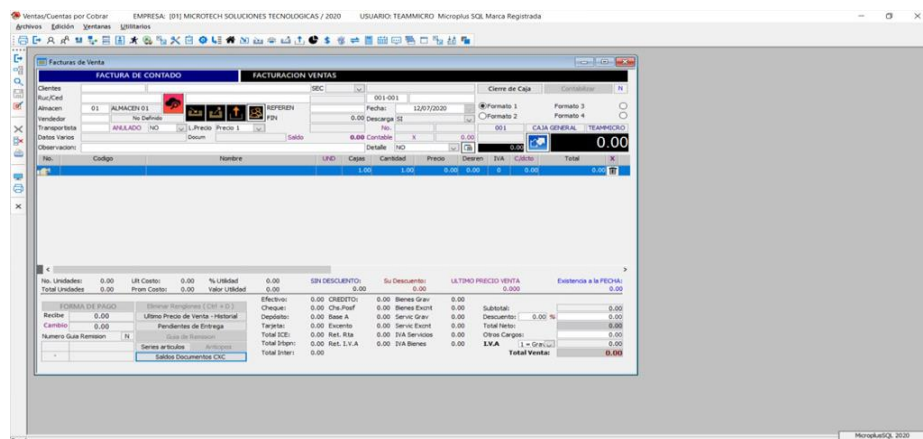 Ventas/Cuentas por Cobrar EMPRESA: [01] MICROTECH SOLUCIONES TECNOLOGICAS / 2020 USUARIO: TEAMMICRO Microplus SQL Marca Registrada
Archivos Edición Ventanas Utilitarios
Facturas de Venta
FACTURA DE CONTADO FACTURACION VENTAS
Clientes SEC Cierre de Caja Contabilizar N
Ruc/Ced 001-001
Almacen 01 ALMACEN 01 REFEREN Fecha: 12/07/2020 Formato 1 Formato 3
Vendedor No Definido FIN 0.00 Descarga SI Formato 2 Formato 4
Transportista ANULADO NO L.Precio Precio 1 No. 001 CAJA GENERAL TEAMMICRO
Datos Varios Docum Saldo 0.00 Contable X 0.00 0.00
Observacion: Detalle NO 0.00
No. Codigo Nombre UND Cajas Cantidad Precio Desren IVA C/dcto Total X
1.00 1.00 0.00 0.00 0 0.00 0.00
No. Unidades: 0.00 Ult Costo: 0.00 % Utilidad 0.00 SIN DESCUENTO: Su Descuento: ULTIMO PRECIO VENTA Existencia a la FECHA:
Total Unidades 0.00 Prom Costo: 0.00 Valor Utilidad 0.00 0.00 0.00 0.000 0.00
FORMA DE PAGO Eliminar Renglones ( Ctrl + D ) Efectivo: 0.00 CREDITO: 0.00 Bienes Grav 0.00
Recibe 0.00 Ultimo Precio de Venta - Historial Cheque: 0.00 Chs.Posf 0.00 Bienes Excnt 0.00 Subtotal: 0.00
Cambio 0.00 Pendientes de Entrega Depósito: 0.00 Base A 0.00 Servic Grav 0.00 Descuento: 0.00 % 0.00
Numero Guia Remision N Guia de Remision Tarjeta: 0.00 Excento 0.00 Servic Excnt 0.00 Total Neto: 0.00
Series articulos Anticipos Total ICE: 0.00 Ret. Rta 0.00 IVA Servicios 0.00 Otros Cargos: 0.00
Saldos Documentos CXC Total Irbpn: 0.00 Ret. I.V.A 0.00 IVA Bienes 0.00 I.V.A 1 = Grav 0.00
Total Inter: 0.00 Total Venta: 0.00
MicroplusSQL 2020